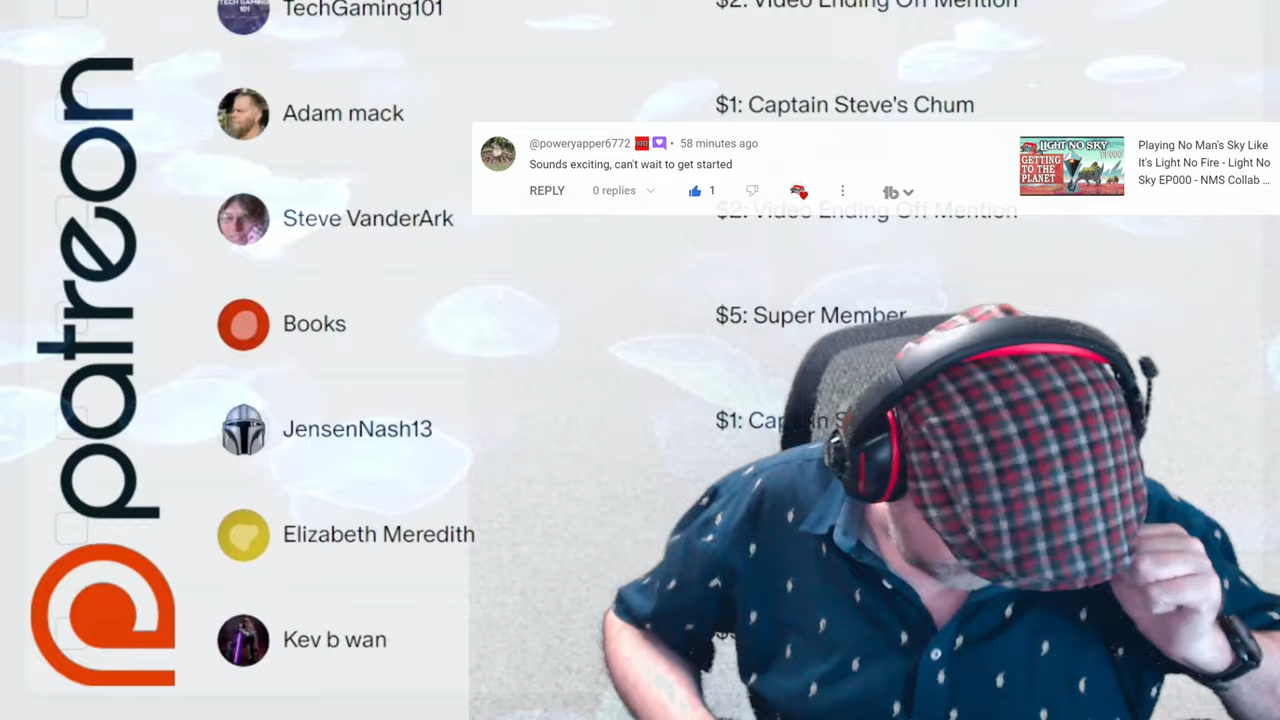 TechGaming101
$2: Video Ending Off Mention
patreon
Adam mack
$1: Captain Steve's Chum
@poweryapper6772 • 58 minutes ago
Sounds exciting, can't wait to get started
REPLY 0 replies 1
LIGHT NO SKY
EP000
GETTING
TO THE
PLANET
Playing No Man's Sky Like
It's Light No Fire - Light No
Sky EP000 - NMS Collab ...
Steve VanderArk
$2: Video Ending Off Mention
Books
$5: Super Member
JensenNash13
$1:
Elizabeth Meredith
Kev b wan